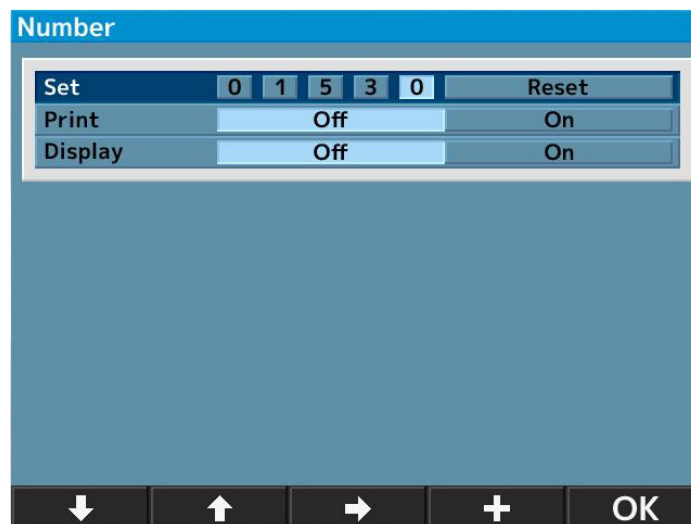 Number
Set 0 1 5 3 0 Reset
Print Off On
Display Off On
OK